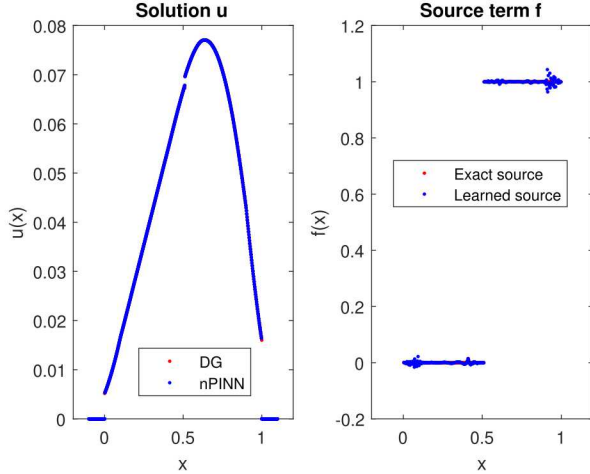 Solution u
0.08
0.07
0.06
0.05
0.04
0.03
0.02
0.01
0
u(x)
DG
nPINN
0
0.5
1
x
Source term f
1.2
1
0.8
0.6
0.4
0.2
0
-0.2
f(x)
Exact source
Learned source
0
0.5
1
x